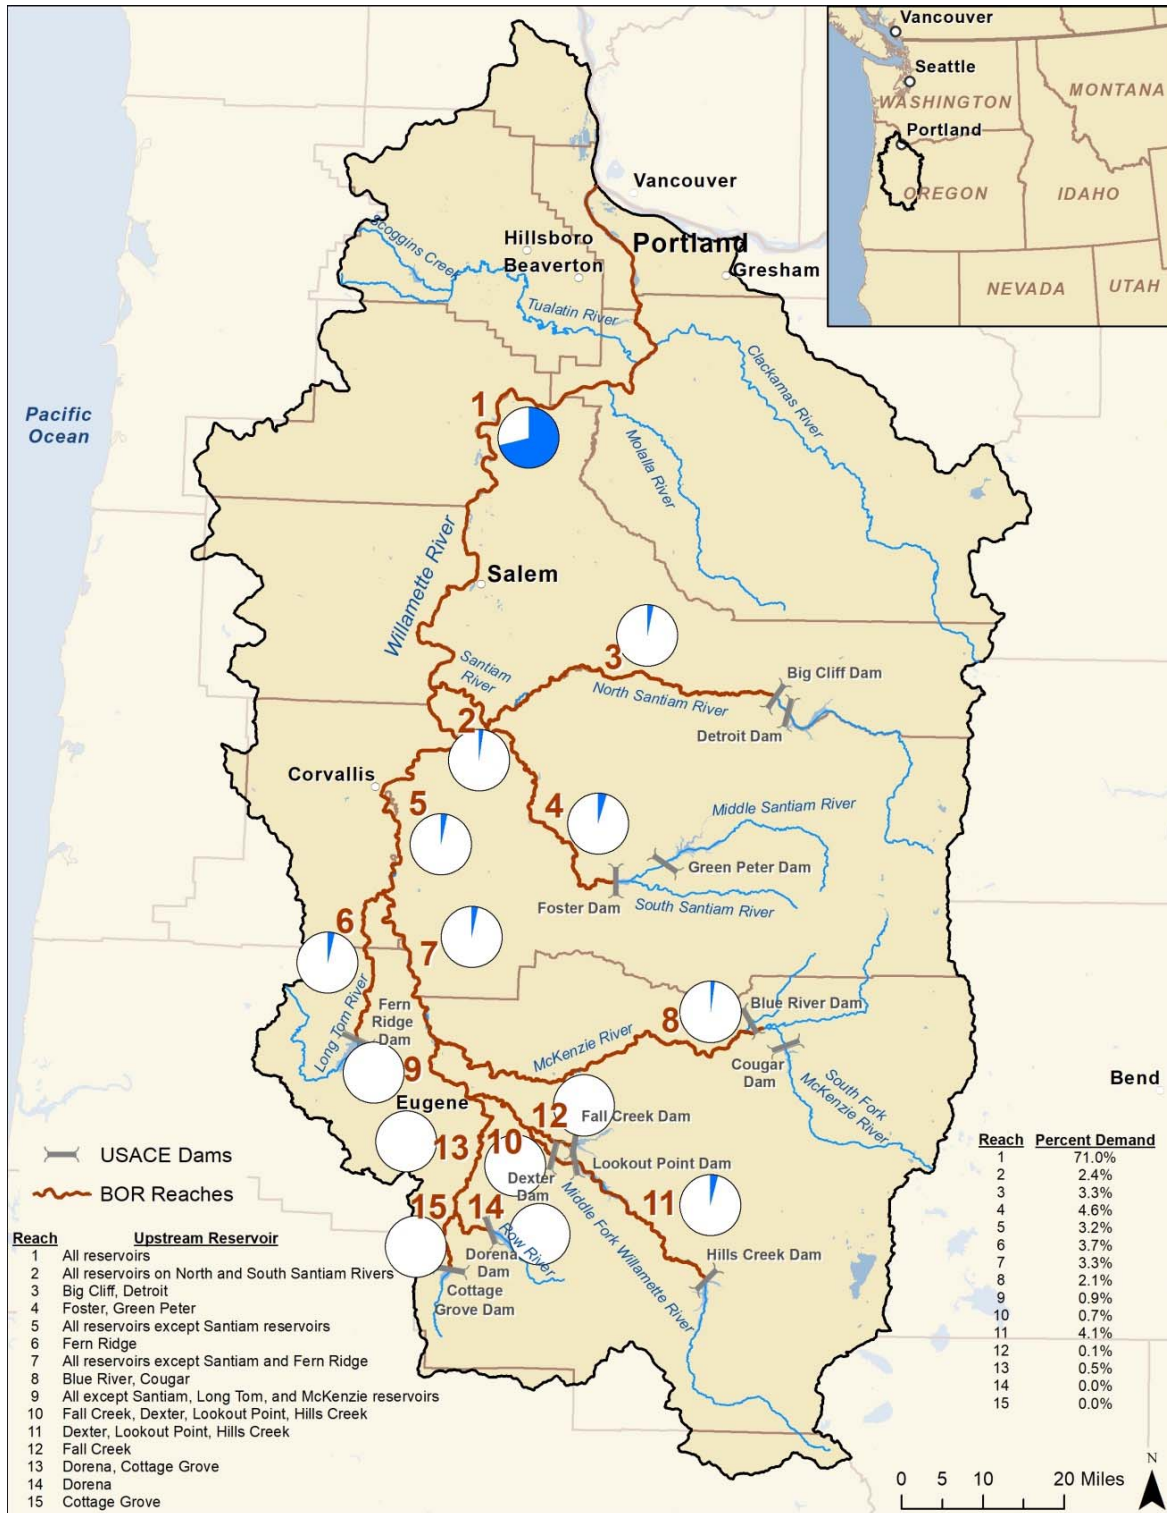 Vancouver
Seattle
WASHINGTON
MONTANA
Portland
OREGON
IDAHO
NEVADA
UTAH
Vancouver
Scoggins Creek
Hillsboro
Portland
Beaverton
Gresham
Tualatin River
Clackamas River
Pacific
Ocean
1
Molalla River
Willamette River
Salem
3
Santiam
River
North Santiam River
Big Cliff Dam
Detroit Dam
2
Corvallis
5
4
Middle Santiam River
Green Peter Dam
Foster Dam
South Santiam River
6
7
Long Tom River
Fern
Ridge
Dam
8
Blue River Dam
McKenzie River
Cougar
Dam
South Fork
McKenzie River
Bend
9
Eugene
12
Fall Creek Dam
13
10
Lookout Point Dam
Dexter
Dam
Middle Fork Willamette River
11
15
14
Row River
Dorena
Dam
Hills Creek Dam
Cottage
Grove Dam
USACE Dams
BOR Reaches
Reach Upstream Reservoir
1 All reservoirs
2 All reservoirs on North and South Santiam Rivers
3 Big Cliff, Detroit
4 Foster, Green Peter
5 All reservoirs except Santiam reservoirs
6 Fern Ridge
7 All reservoirs except Santiam and Fern Ridge
8 Blue River, Cougar
9 All except Santiam, Long Tom, and McKenzie reservoirs
10 Fall Creek, Dexter, Lookout Point, Hills Creek
11 Dexter, Lookout Point, Hills Creek
12 Fall Creek
13 Dorena, Cottage Grove
14 Dorena
15 Cottage Grove
Reach Percent Demand
1 71.0%
2 2.4%
3 3.3%
4 4.6%
5 3.2%
6 3.7%
7 3.3%
8 2.1%
9 0.9%
10 0.7%
11 4.1%
12 0.1%
13 0.5%
14 0.0%
15 0.0%
N
0 5 10 20 Miles